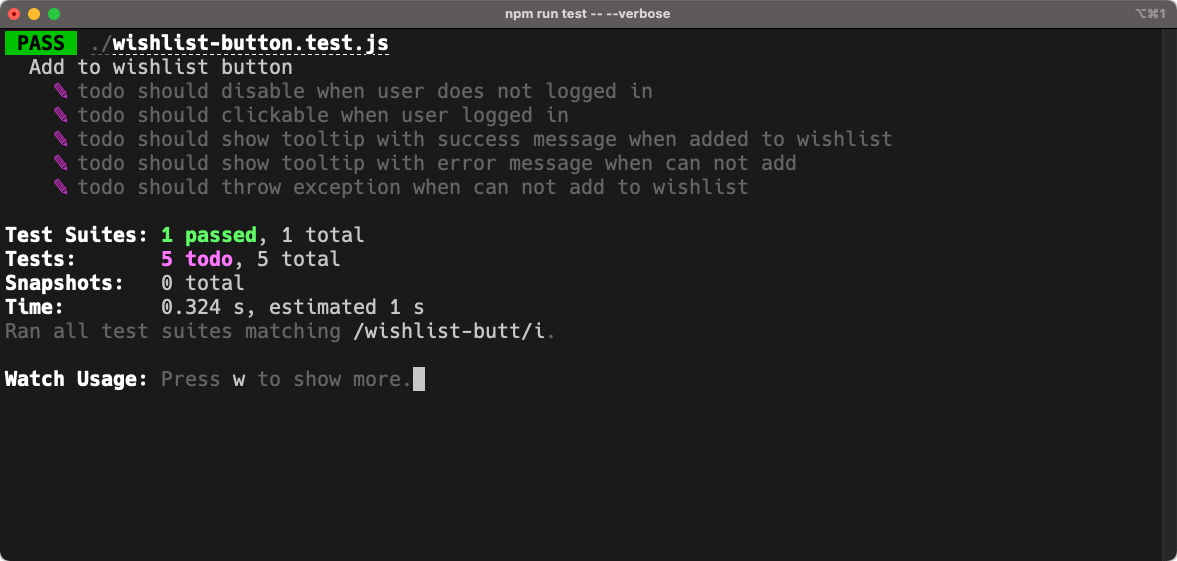 npm run test -- --verbose
⌥⌘1
PASS ./wishlist-button.test.js
Add to wishlist button
✎ todo should disable when user does not logged in
✎ todo should clickable when user logged in
✎ todo should show tooltip with success message when added to wishlist
✎ todo should show tooltip with error message when can not add
✎ todo should throw exception when can not add to wishlist
Test Suites: 1 passed, 1 total
Tests: 5 todo, 5 total
Snapshots: 0 total
Time: 0.324 s, estimated 1 s
Ran all test suites matching /wishlist-butt/i.
Watch Usage: Press w to show more.